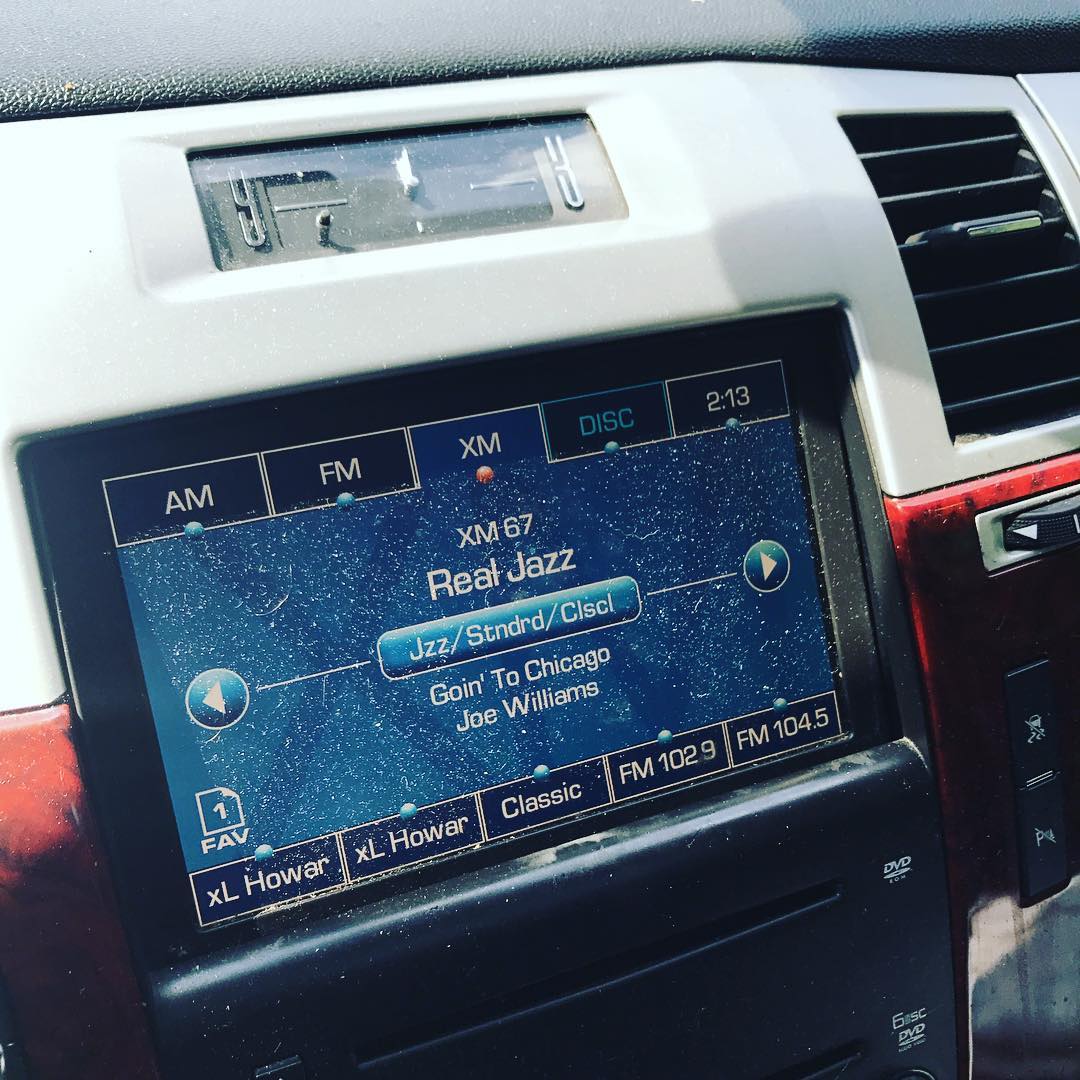 AM FM XM DISC 2:13
XM 67
Real Jazz
Jzz/Stndrd/Clscl
Goin' To Chicago
Joe Williams
1
FAV
xL Howar xL Howar Classic FM 102 9 FM 104.5
DVD
ROM
6 DISC
DVD